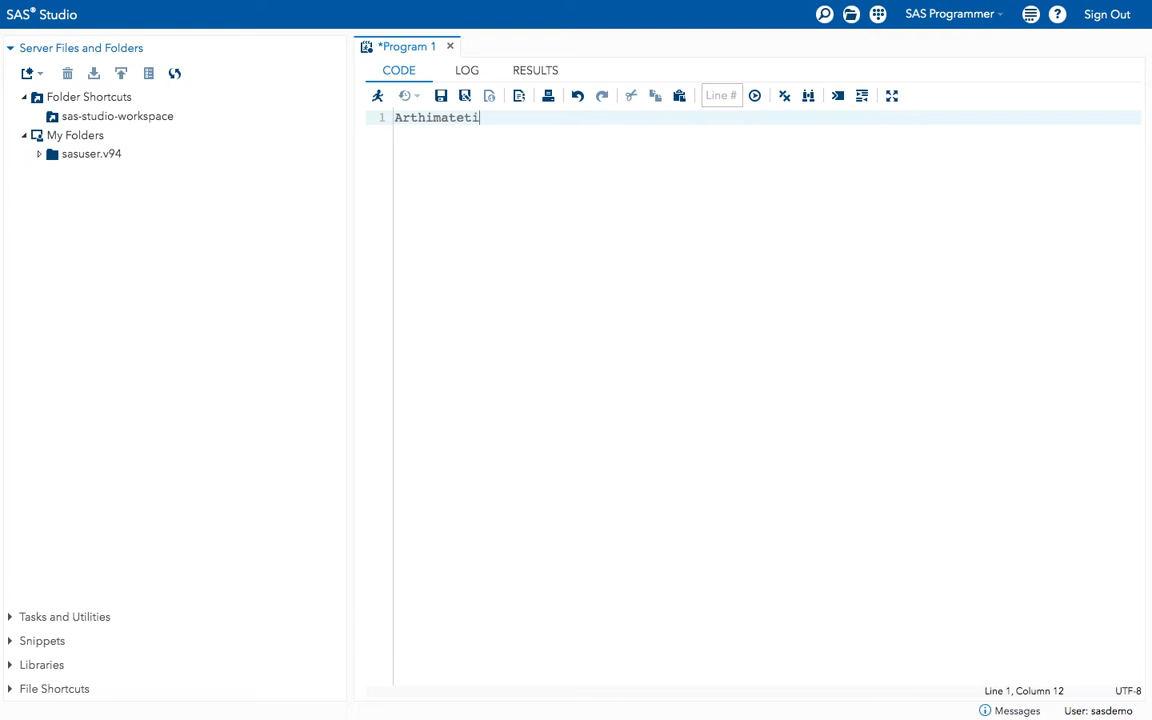 SAS® Studio
SAS Programmer
Sign Out
Server Files and Folders
Folder Shortcuts
sas-studio-workspace
My Folders
sasuser.v94
Tasks and Utilities
Snippets
Libraries
File Shortcuts
*Program 1
CODE LOG RESULTS
Line #
1 Arthimateti
Line 1, Column 12 UTF-8
Messages User: sasdemo